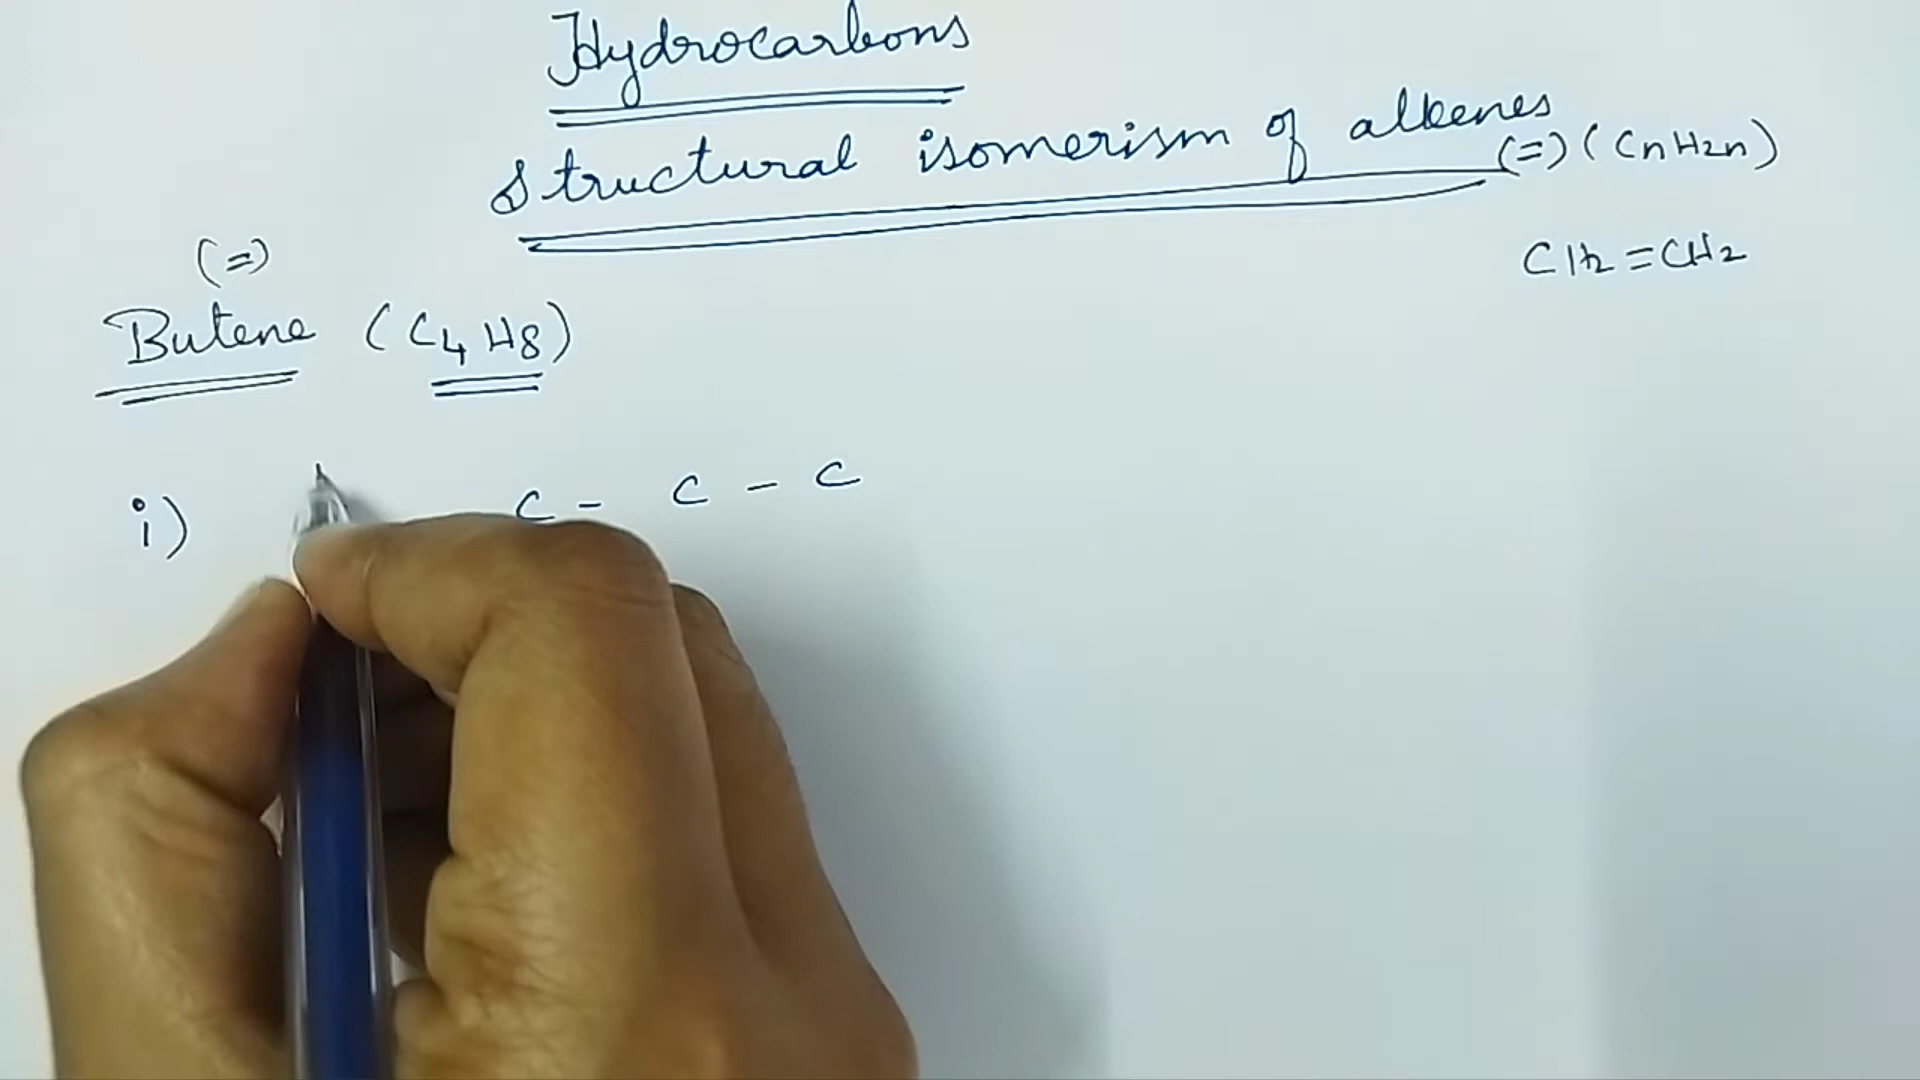 Hydrocarbons
Structural isomerism of alkenes
(=) (CnH2n)
CH2=CH2
(=)
Butene (C4H8)
i) C - C - C